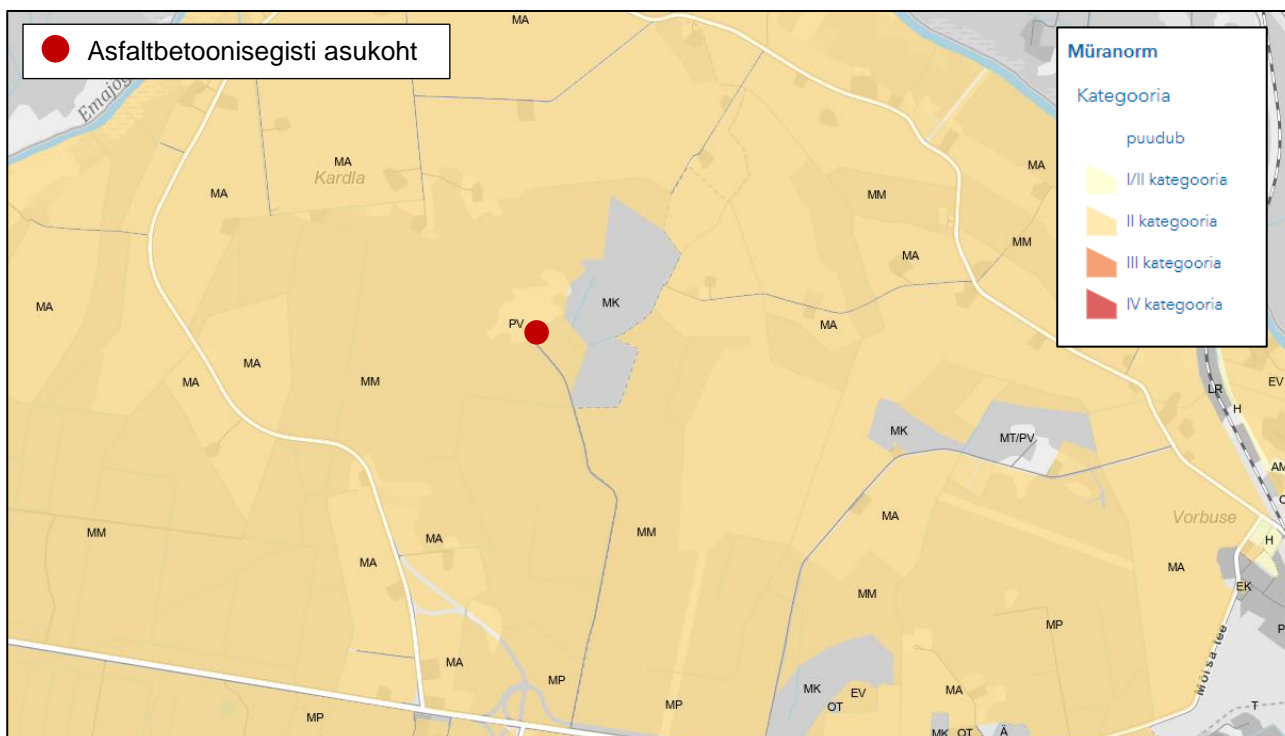 Asfaltbetoonisegisti asukoht
Müranorm
Kategooria
puudub
I/II kategooria
II kategooria
III kategooria
IV kategooria
MA
Emajõgi
MA
Kardla
MA
MA
MM
MA
MM
MA
MK
PV
MA
MA
MA
MM
MA
EV
LR
H
MK
MT/PV
AM
MM
MA
MM
MA
MA
Vorbuse
H
MA
MM
EK
P
MP
Mõisa tee
MA
MP
MK
EV
MA
OT
MP
T
MP
MK
OT
Ä